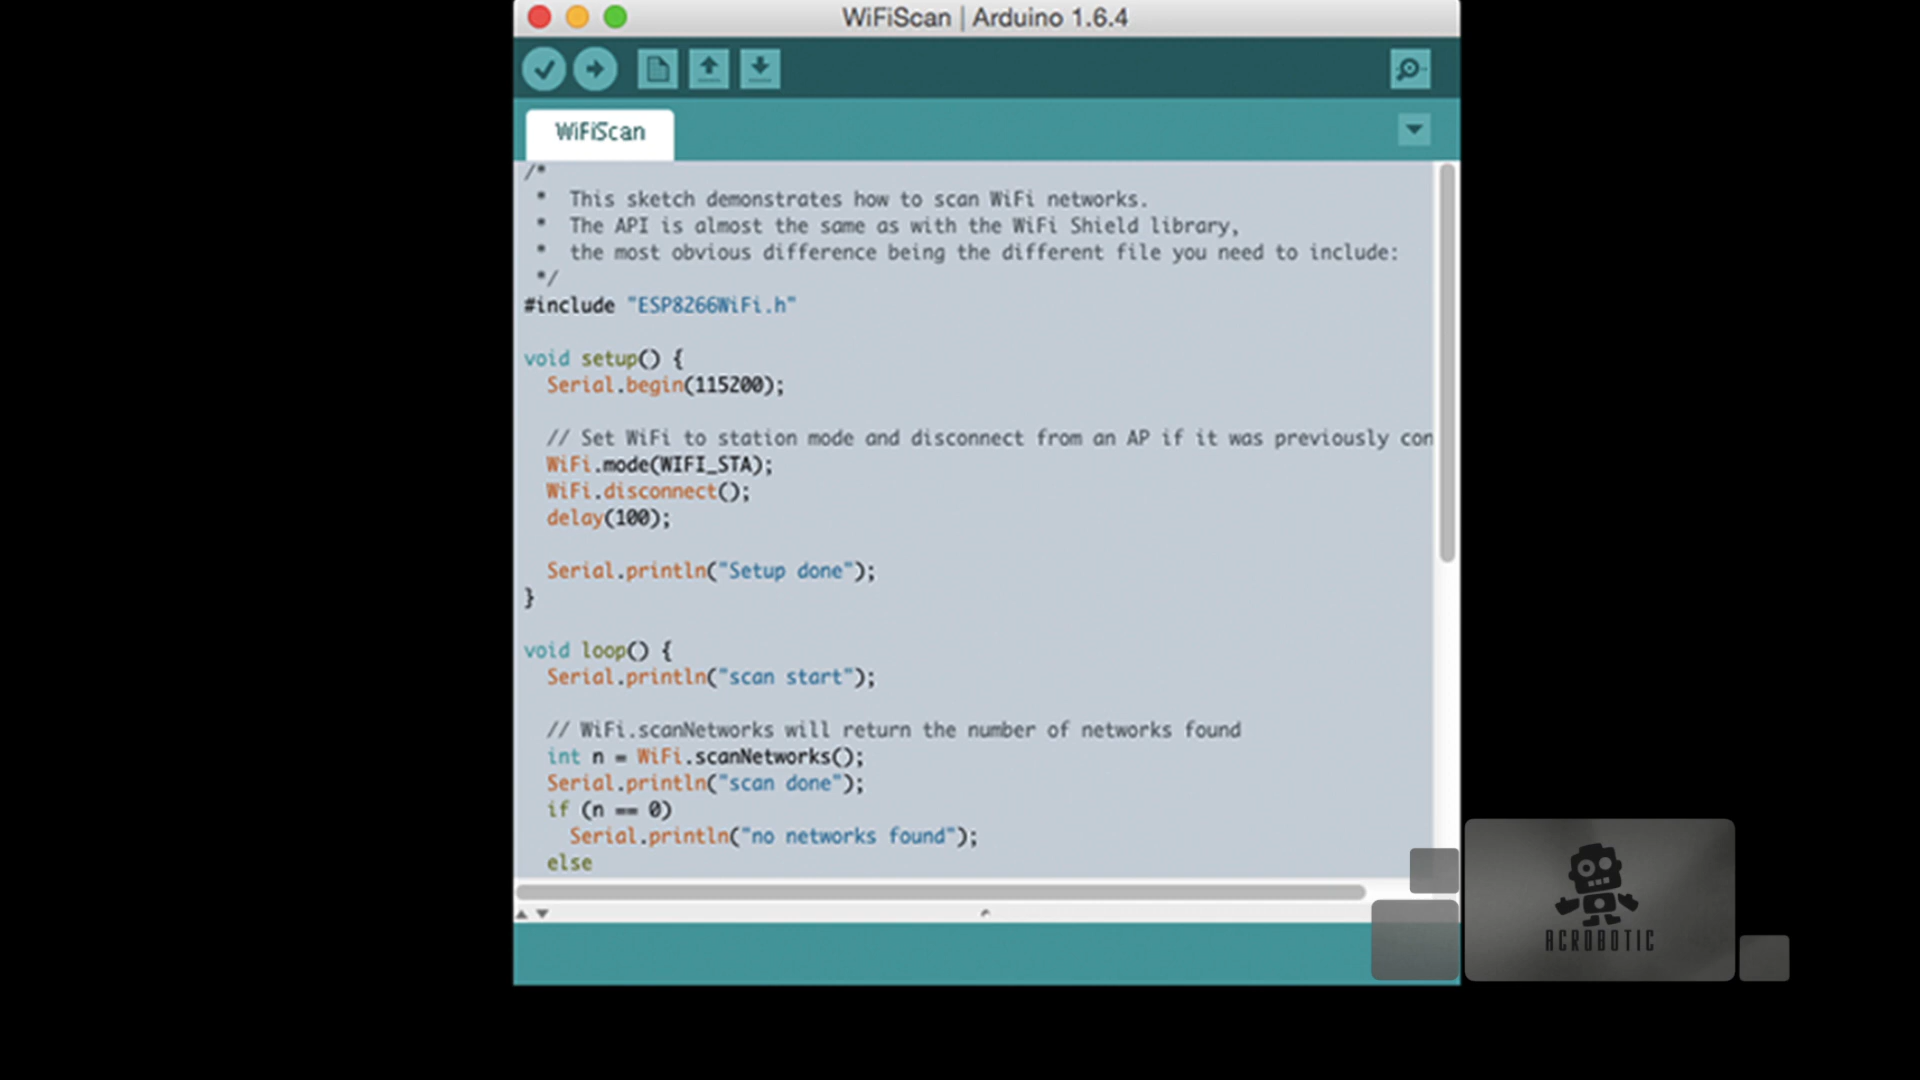 WiFiScan | Arduino 1.6.4
WiFiScan
/*
 *  This sketch demonstrates how to scan WiFi networks.
 *  The API is almost the same as with the WiFi Shield library,
 *  the most obvious difference being the different file you need to include:
 */
#include "ESP8266WiFi.h"
void setup() {
  Serial.begin(115200);
  // Set WiFi to station mode and disconnect from an AP if it was previously con
  WiFi.mode(WIFI_STA);
  WiFi.disconnect();
  delay(100);
  Serial.println("Setup done");
}
void loop() {
  Serial.println("scan start");
  // WiFi.scanNetworks will return the number of networks found
  int n = WiFi.scanNetworks();
  Serial.println("scan done");
  if (n == 0)
    Serial.println("no networks found");
  else
ACROBOTIC